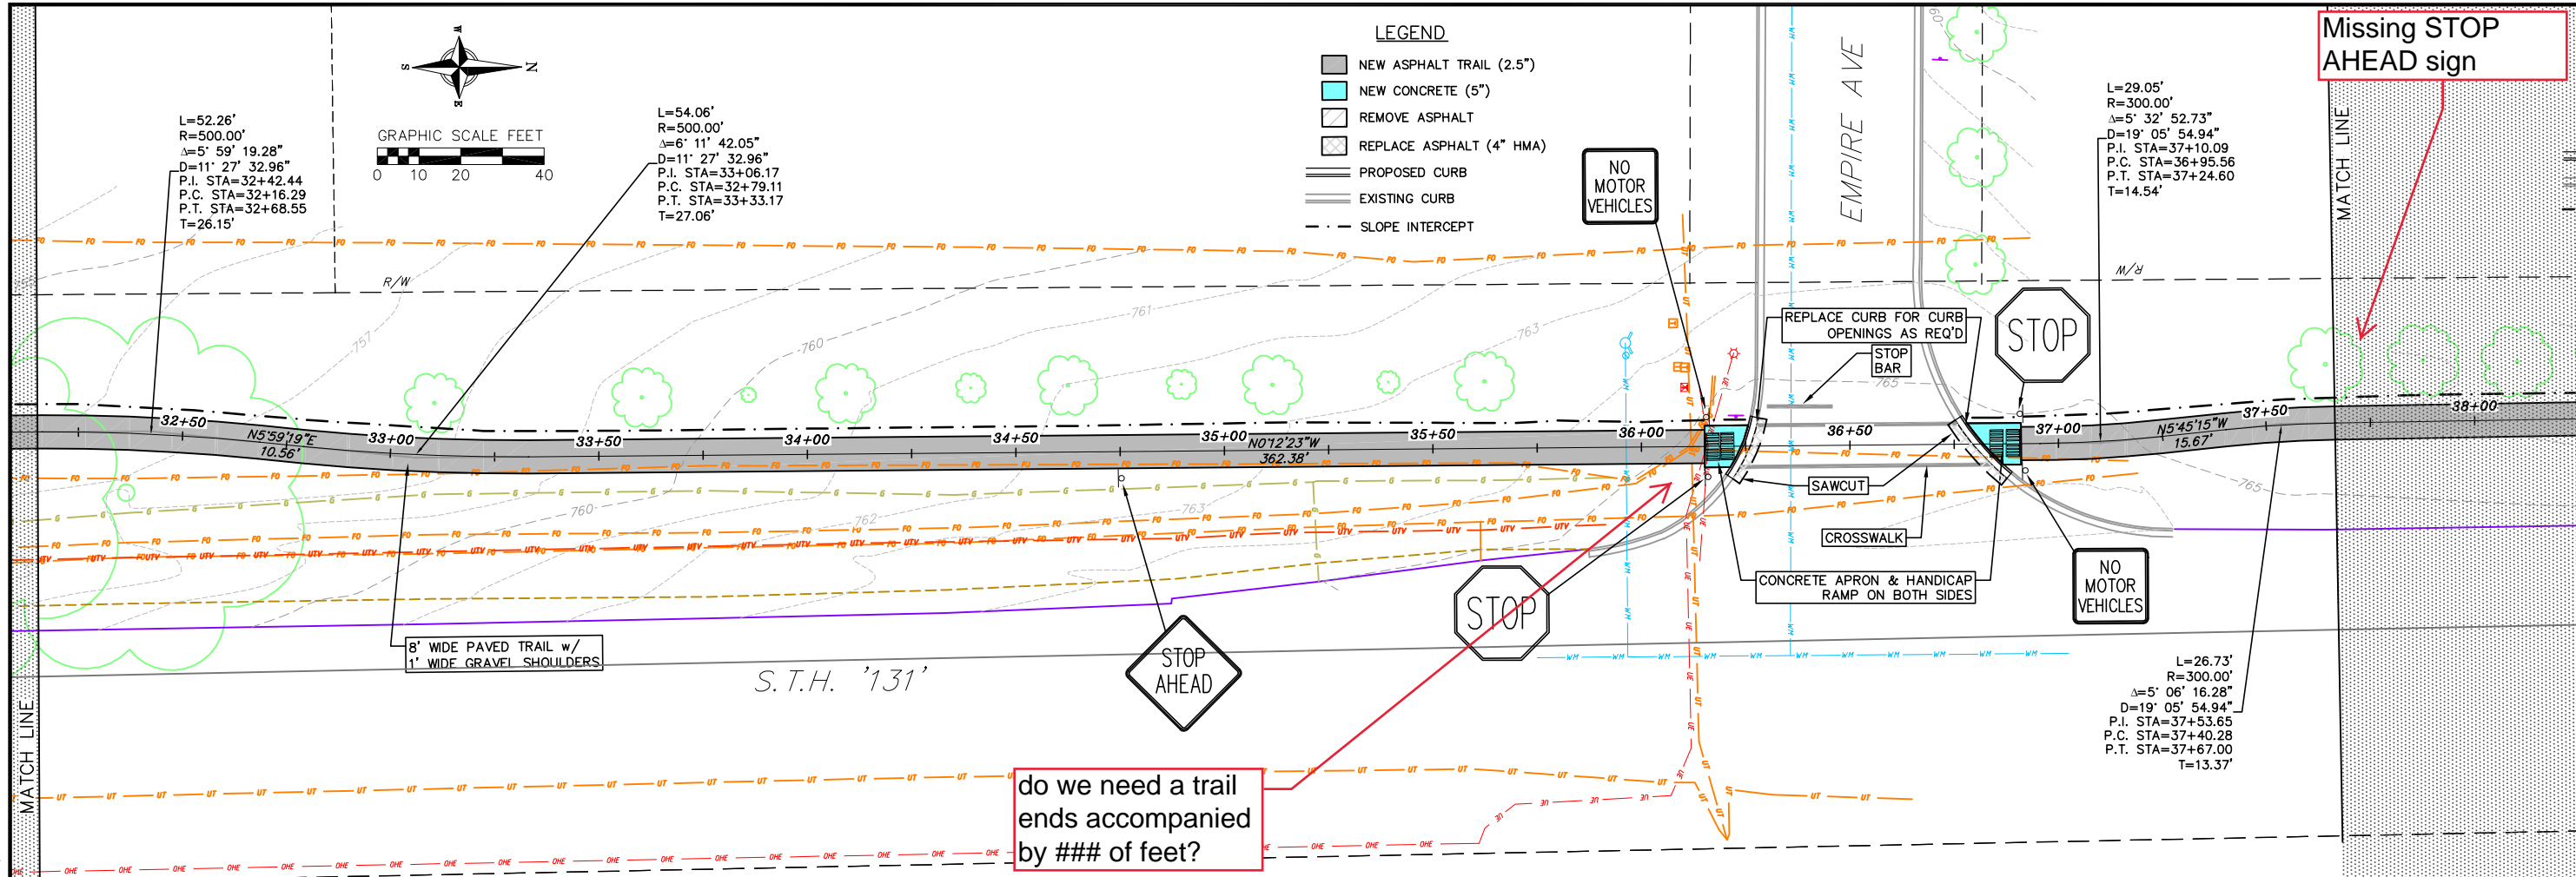 Missing STOP
AHEAD sign
LEGEND
NEW ASPHALT TRAIL (2.5")
NEW CONCRETE (5")
REMOVE ASPHALT
REPLACE ASPHALT (4" HMA)
PROPOSED CURB
EXISTING CURB
SLOPE INTERCEPT
W
S
N
E
GRAPHIC SCALE FEET
0 10 20 40
L=52.26'
R=500.00'
Δ=5° 59' 19.28"
D=11° 27' 32.96"
P.I. STA=32+42.44
P.C. STA=32+16.29
P.T. STA=32+68.55
T=26.15'
L=54.06'
R=500.00'
Δ=6° 11' 42.05"
D=11° 27' 32.96"
P.I. STA=33+06.17
P.C. STA=32+79.11
P.T. STA=33+33.17
T=27.06'
NO
MOTOR
VEHICLES
EMPIRE AVE
L=29.05'
R=300.00'
Δ=5° 32' 52.73"
D=19° 05' 54.94"
P.I. STA=37+10.09
P.C. STA=36+95.56
P.T. STA=37+24.60
T=14.54'
MATCH LINE
R/W
R/W
757
760
761
763
REPLACE CURB FOR CURB
OPENINGS AS REQ'D
STOP
BAR
STOP
765
32+50
33+00
33+50
34+00
34+50
35+00
35+50
36+00
36+50
37+00
37+50
38+00
N5°59'19"E
10.56'
N0°12'23"W
362.38'
N5°45'15"W
15.67'
SAWCUT
CROSSWALK
CONCRETE APRON & HANDICAP
RAMP ON BOTH SIDES
NO
MOTOR
VEHICLES
760
762
763
765
8' WIDE PAVED TRAIL w/
1' WIDE GRAVEL SHOULDERS
S.T.H. '131'
STOP
AHEAD
STOP
MATCH LINE
do we need a trail
ends accompanied
by ### of feet?
L=26.73'
R=300.00'
Δ=5° 06' 16.28"
D=19° 05' 54.94"
P.I. STA=37+53.65
P.C. STA=37+40.28
P.T. STA=37+67.00
T=13.37'